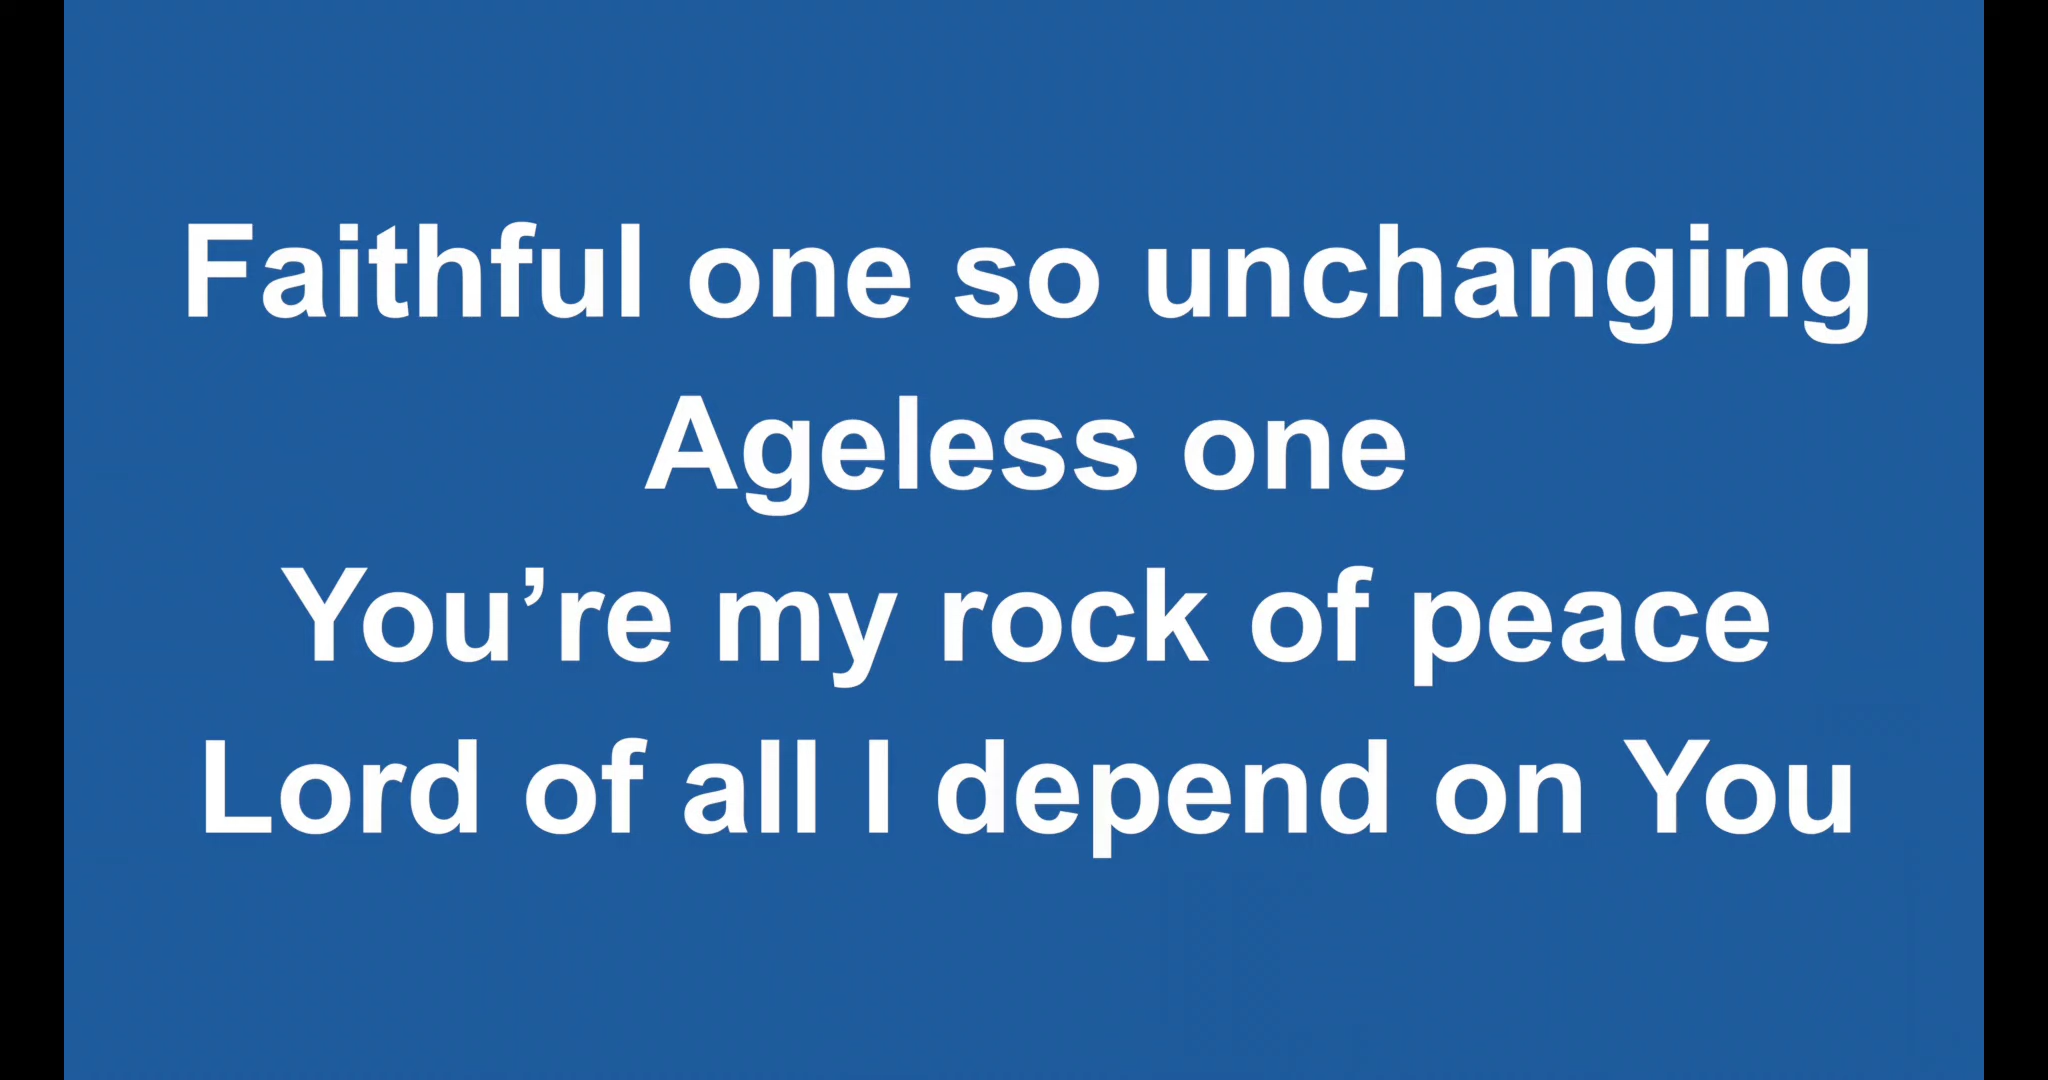 Faithful one so unchanging
Ageless one
You’re my rock of peace
Lord of all I depend on You